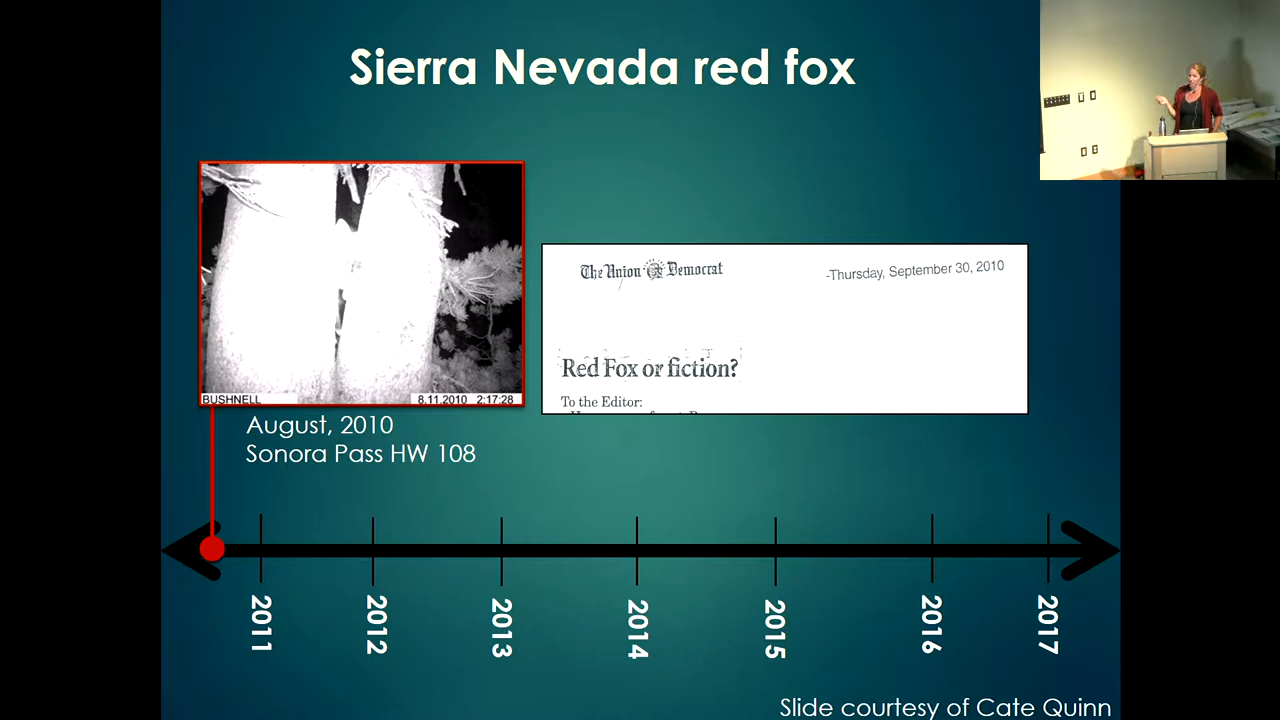 Sierra Nevada red fox
BUSHNELL 8.11.2010 2:17:28
August, 2010
Sonora Pass HW 108
The Union Democrat
-Thursday, September 30, 2010
Red Fox or fiction?
To the Editor:
2011
2012
2013
2014
2015
2016
2017
Slide courtesy of Cate Quinn